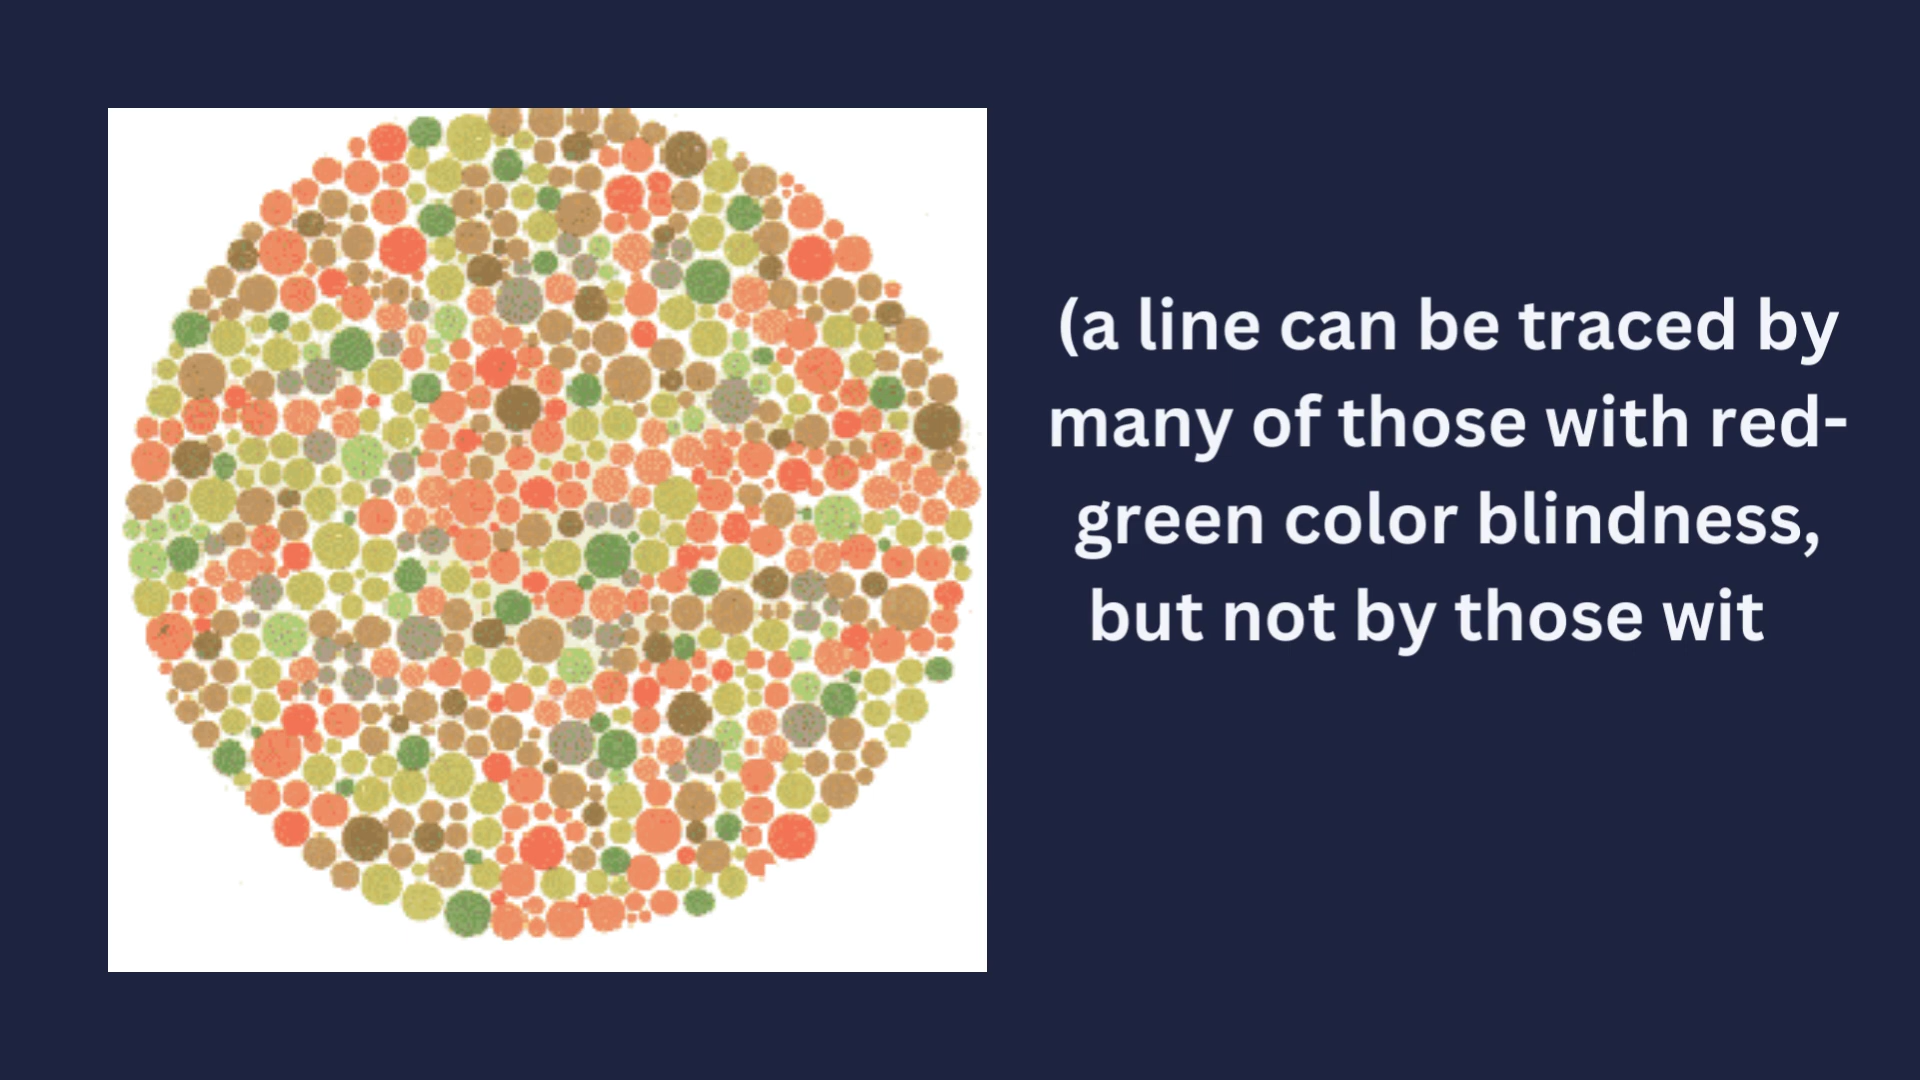 (a line can be traced by
many of those with red-
green color blindness,
but not by those wit